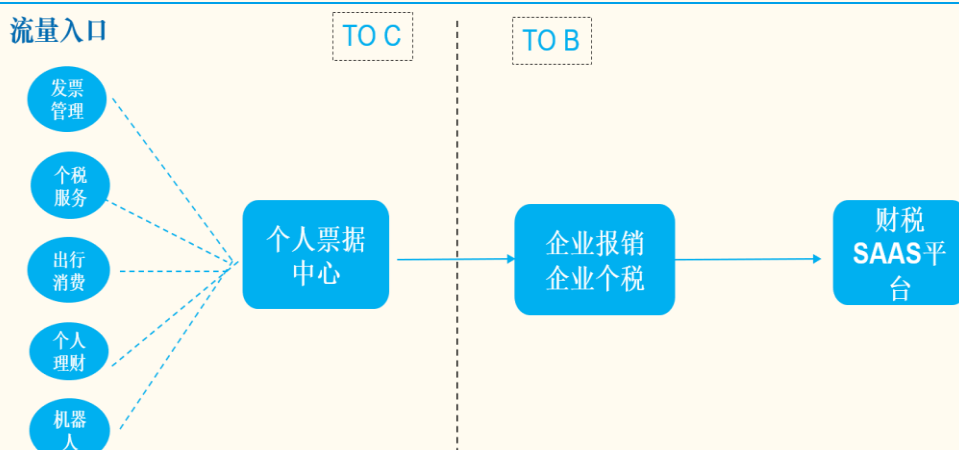 流量入口
TO C
TO B
发票
管理
个税
服务
出行
消费
个人
理财
机器
人
个人票据
中心
企业报销
企业个税
财税
SAAS平
台